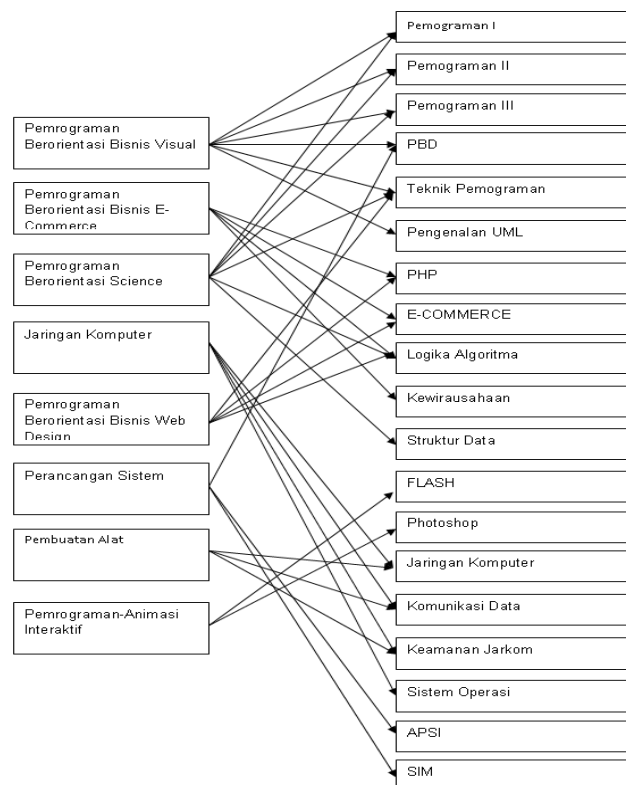 Pemrograman
Berorientasi Bisnis Visual
Pemrograman
Berorientasi Bisnis E-
Commerce
Pemrograman
Berorientasi Science
Jaringan Komputer
Pemrograman
Berorientasi Bisnis Web
Design
Perancangan Sistem
Pembuatan Alat
Pemrograman-Animasi
Interaktif
Pemograman I
Pemograman II
Pemograman III
PBD
Teknik Pemograman
Pengenalan UML
PHP
E-COMMERCE
Logika Algoritma
Kewirausahaan
Struktur Data
FLASH
Photoshop
Jaringan Komputer
Komunikasi Data
Keamanan Jarkom
Sistem Operasi
APSI
SIM